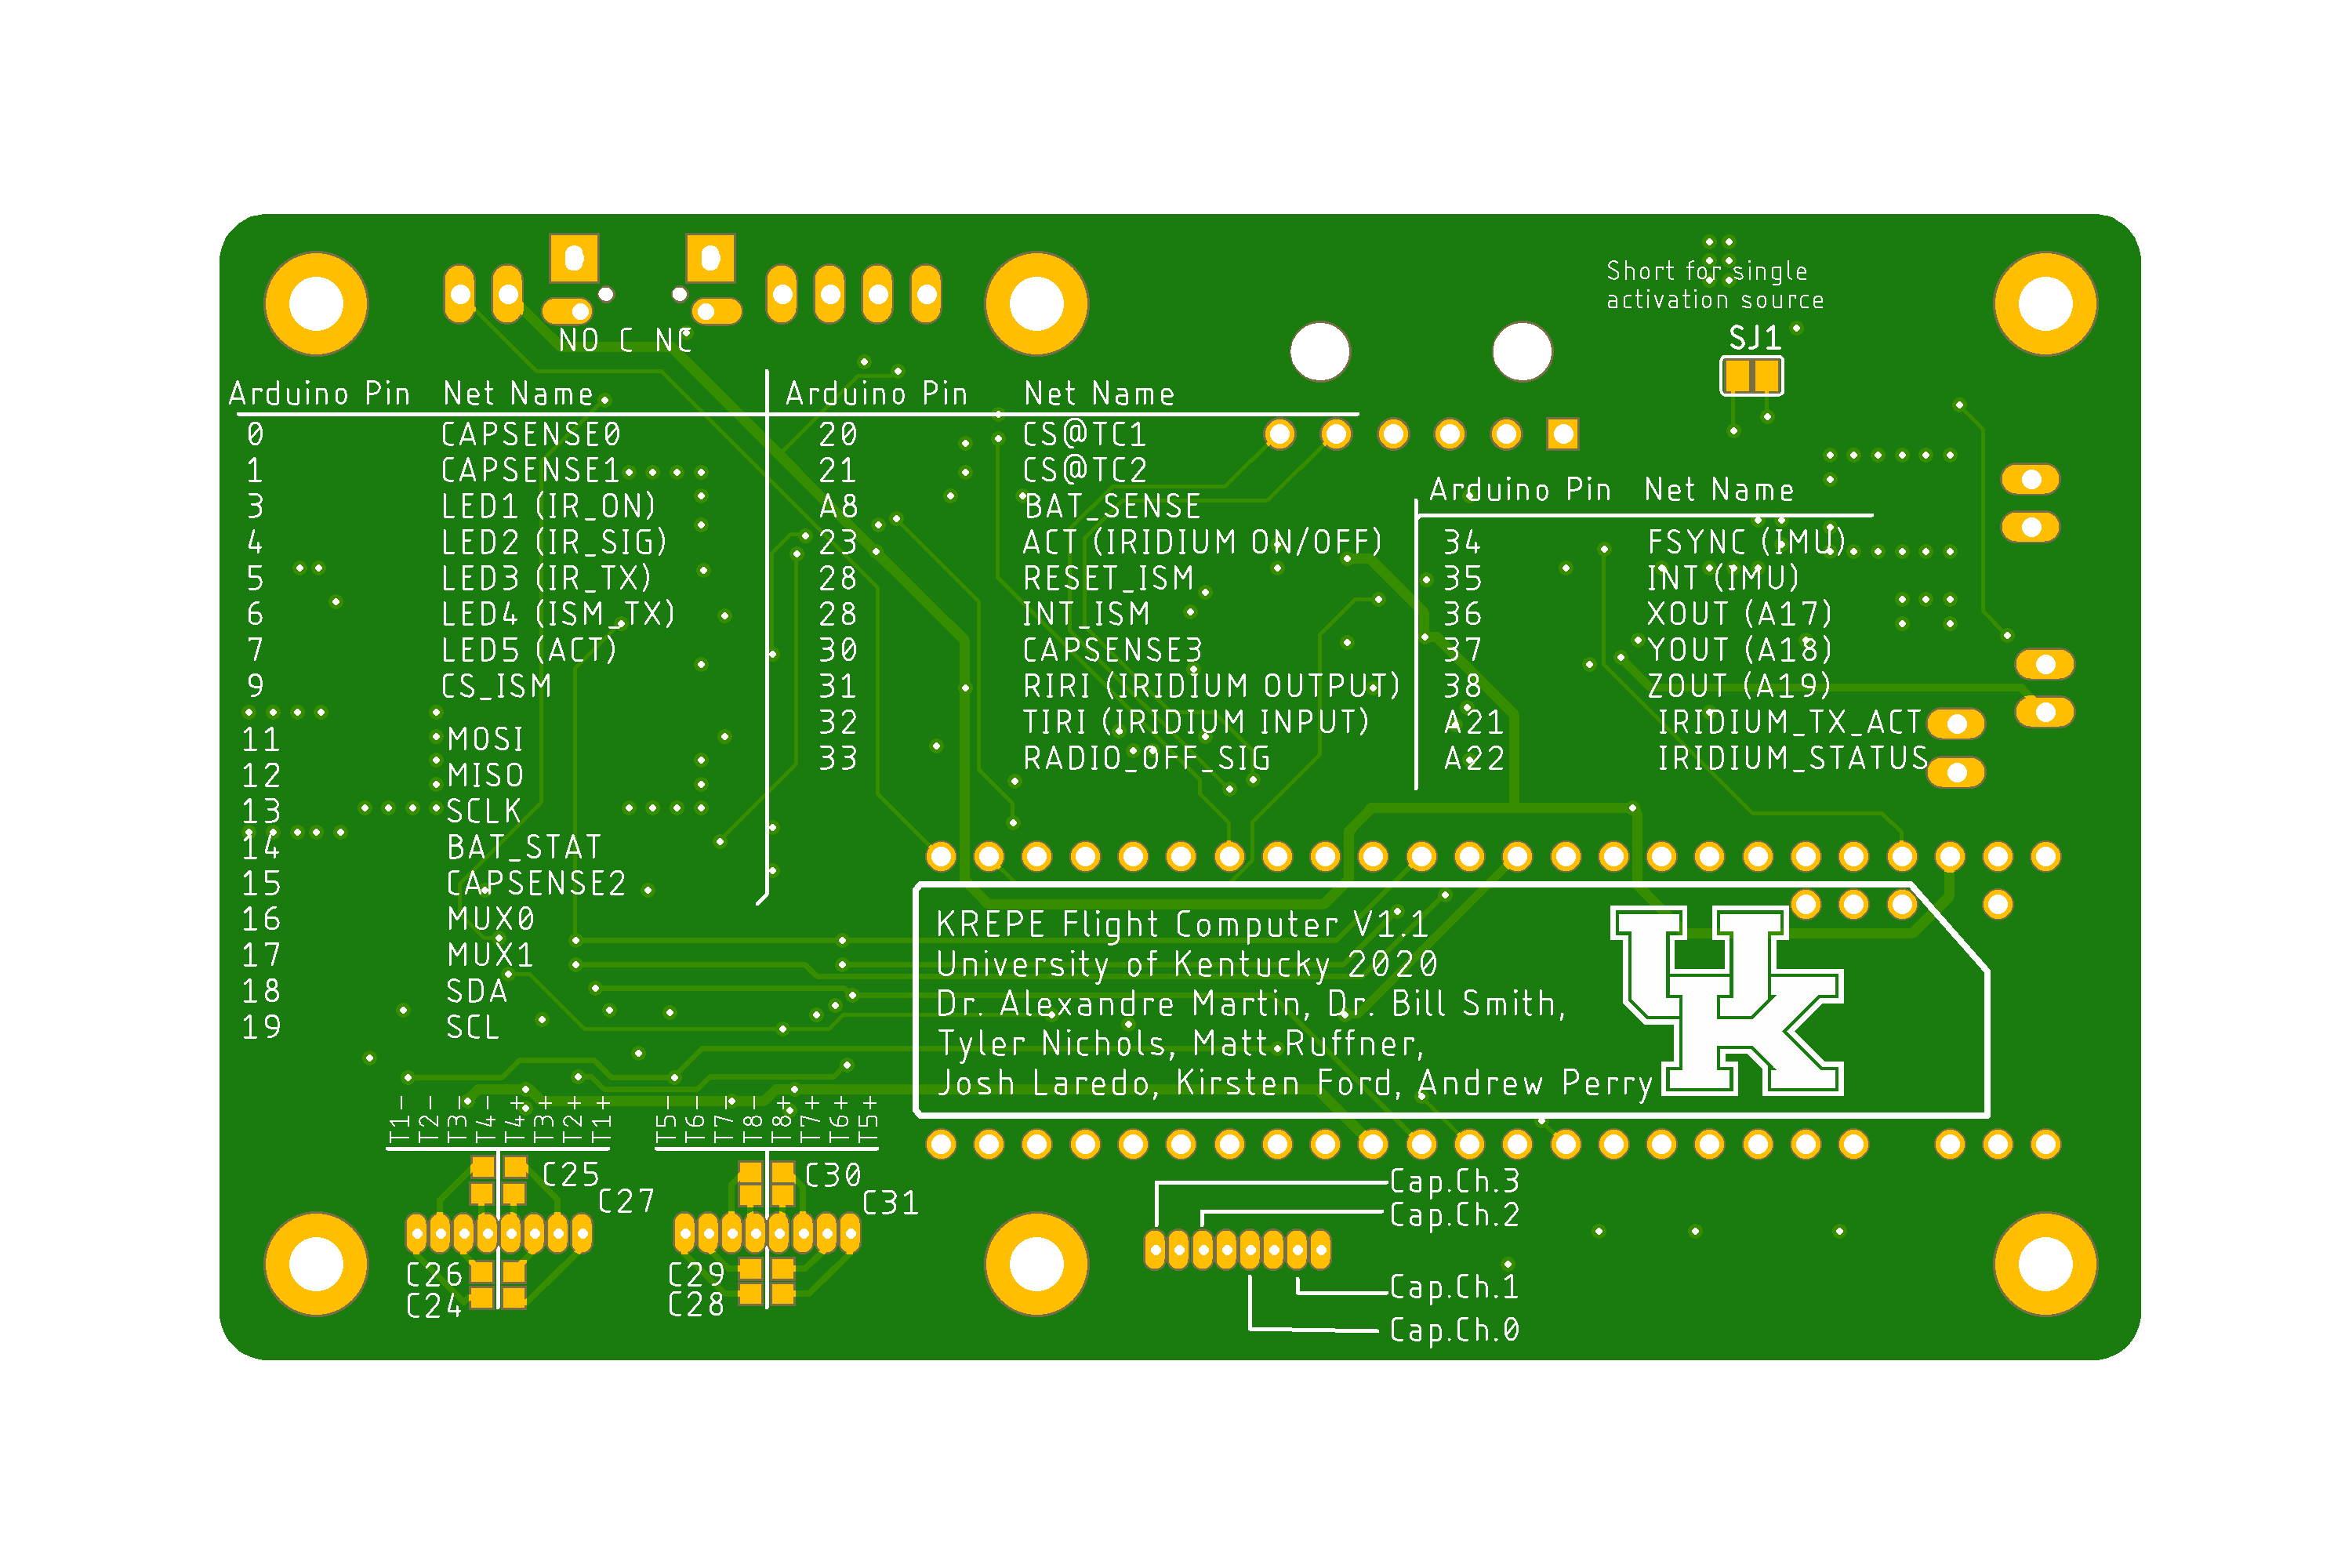 Short for single
activation source
SJ1
NO C NC
Arduino Pin Net Name
0 CAPSENSE0
1 CAPSENSE1
3 LED1 (IR_ON)
4 LED2 (IR_SIG)
5 LED3 (IR_TX)
6 LED4 (ISM_TX)
7 LED5 (ACT)
9 CS_ISM
11 MOSI
12 MISO
13 SCLK
14 BAT_STAT
15 CAPSENSE2
16 MUX0
17 MUX1
18 SDA
19 SCL
Arduino Pin Net Name
20 CS@TC1
21 CS@TC2
A8 BAT_SENSE
23 ACT (IRIDIUM ON/OFF)
28 RESET_ISM
28 INT_ISM
30 CAPSENSE3
31 RIRI (IRIDIUM OUTPUT)
32 TIRI (IRIDIUM INPUT)
33 RADIO_OFF_SIG
Arduino Pin Net Name
34 FSYNC (IMU)
35 INT (IMU)
36 XOUT (A17)
37 YOUT (A18)
38 ZOUT (A19)
A21 IRIDIUM_TX_ACT
A22 IRIDIUM_STATUS
KREPE Flight Computer V1.1
University of Kentucky 2020
Dr. Alexandre Martin, Dr. Bill Smith,
Tyler Nichols, Matt Ruffner,
Josh Laredo, Kirsten Ford, Andrew Perry
UK
T1-
T2-
T3-
T4-
T4+
T3+
T2+
T1+
T5-
T6-
T7-
T8-
T8+
T7+
T6+
T5+
C25
C27
C26
C24
C30
C31
C29
C28
Cap.Ch.3
Cap.Ch.2
Cap.Ch.1
Cap.Ch.0